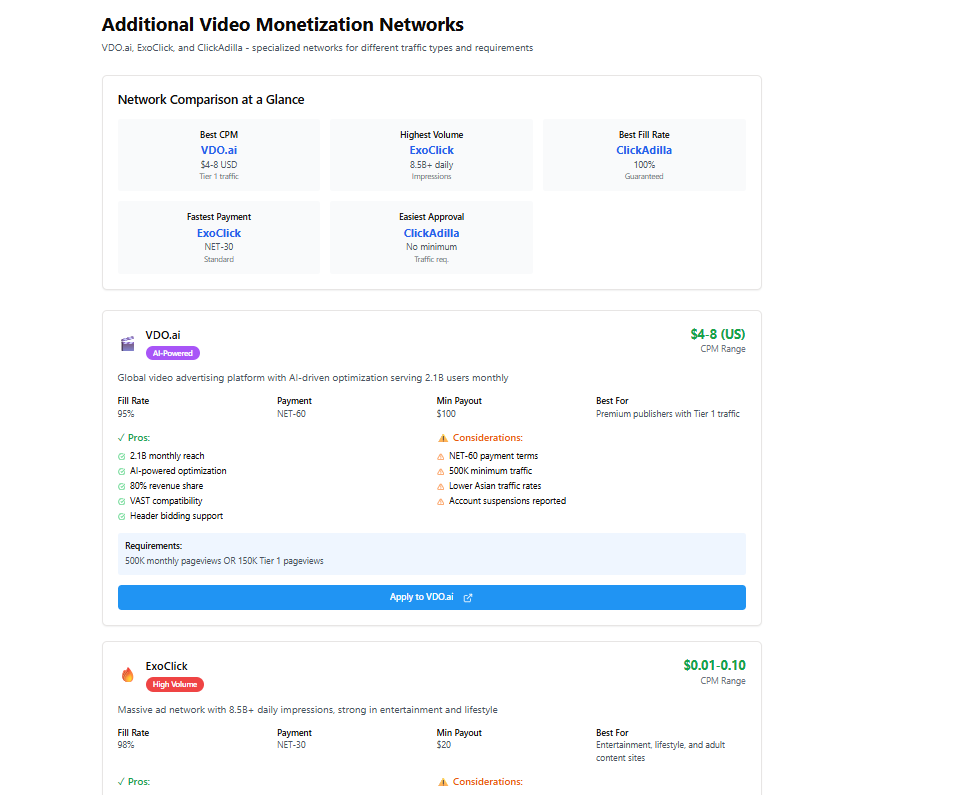 Additional Video Monetization Networks
VDO.ai, ExoClick, and ClickAdilla - specialized networks for different traffic types and requirements
Network Comparison at a Glance
Best CPM
VDO.ai
$4-8 USD
Tier 1 traffic
Highest Volume
ExoClick
8.5B+ daily
Impressions
Best Fill Rate
ClickAdilla
100%
Guaranteed
Fastest Payment
ExoClick
NET-30
Standard
Easiest Approval
ClickAdilla
No minimum
Traffic req.
VDO.ai
AI-Powered
$4-8 (US)
CPM Range
Global video advertising platform with AI-driven optimization serving 2.1B users monthly
Fill Rate
95%
Payment
NET-60
Min Payout
$100
Best For
Premium publishers with Tier 1 traffic
✓ Pros:
2.1B monthly reach
AI-powered optimization
80% revenue share
VAST compatibility
Header bidding support
⚠ Considerations:
NET-60 payment terms
500K minimum traffic
Lower Asian traffic rates
Account suspensions reported
Requirements:
500K monthly pageviews OR 150K Tier 1 pageviews
Apply to VDO.ai
ExoClick
High Volume
$0.01-0.10
CPM Range
Massive ad network with 8.5B+ daily impressions, strong in entertainment and lifestyle
Fill Rate
98%
Payment
NET-30
Min Payout
$20
Best For
Entertainment, lifestyle, and adult
content sites
✓ Pros:
⚠ Considerations: